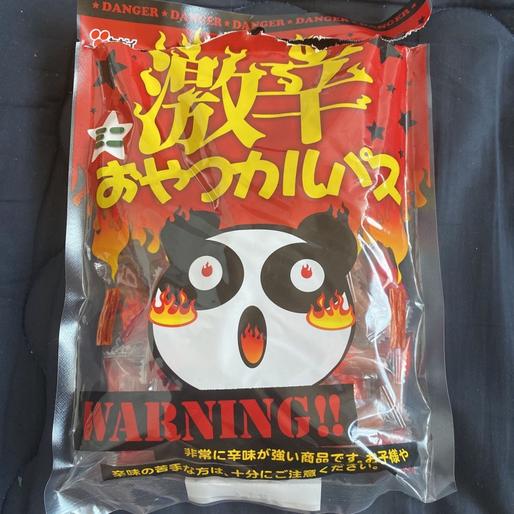 ★ DANGER ★ DANGER ★ DANGER ★ DANGER ★ DANGER ★
激辛
ミニ
おやつカルパス
WARNING!!
非常に辛味が強い商品です。お子様や
辛味の苦手な方は、十分にご注意ください。